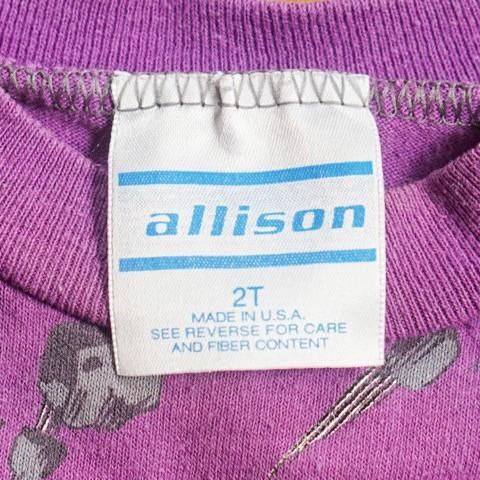 allison
2T
MADE IN U.S.A.
SEE REVERSE FOR CARE
AND FIBER CONTENT